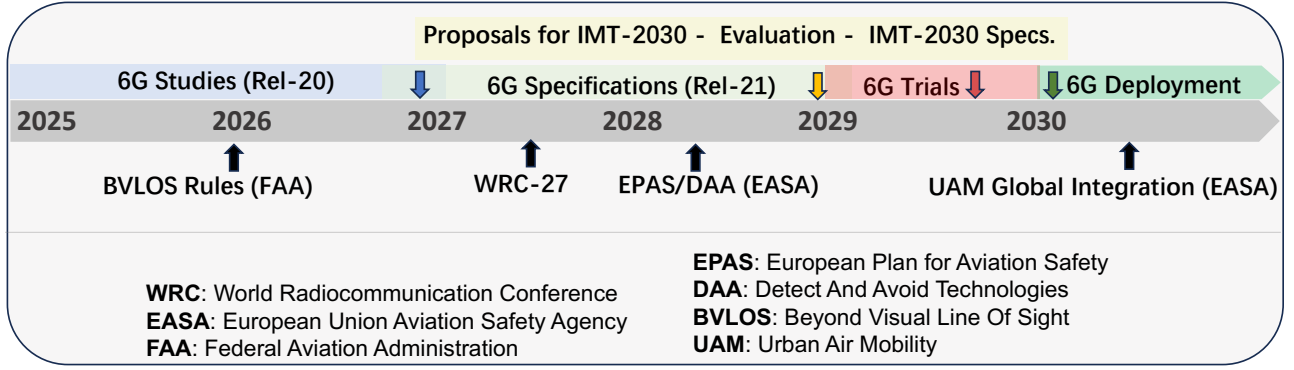 Proposals for IMT-2030 - Evaluation - IMT-2030 Specs.
6G Studies (Rel-20) 6G Specifications (Rel-21) 6G Trials 6G Deployment
2025 2026 2027 2028 2029 2030
BVLOS Rules (FAA) WRC-27 EPAS/DAA (EASA) UAM Global Integration (EASA)
WRC: World Radiocommunication Conference
EASA: European Union Aviation Safety Agency
FAA: Federal Aviation Administration
EPAS: European Plan for Aviation Safety
DAA: Detect And Avoid Technologies
BVLOS: Beyond Visual Line Of Sight
UAM: Urban Air Mobility